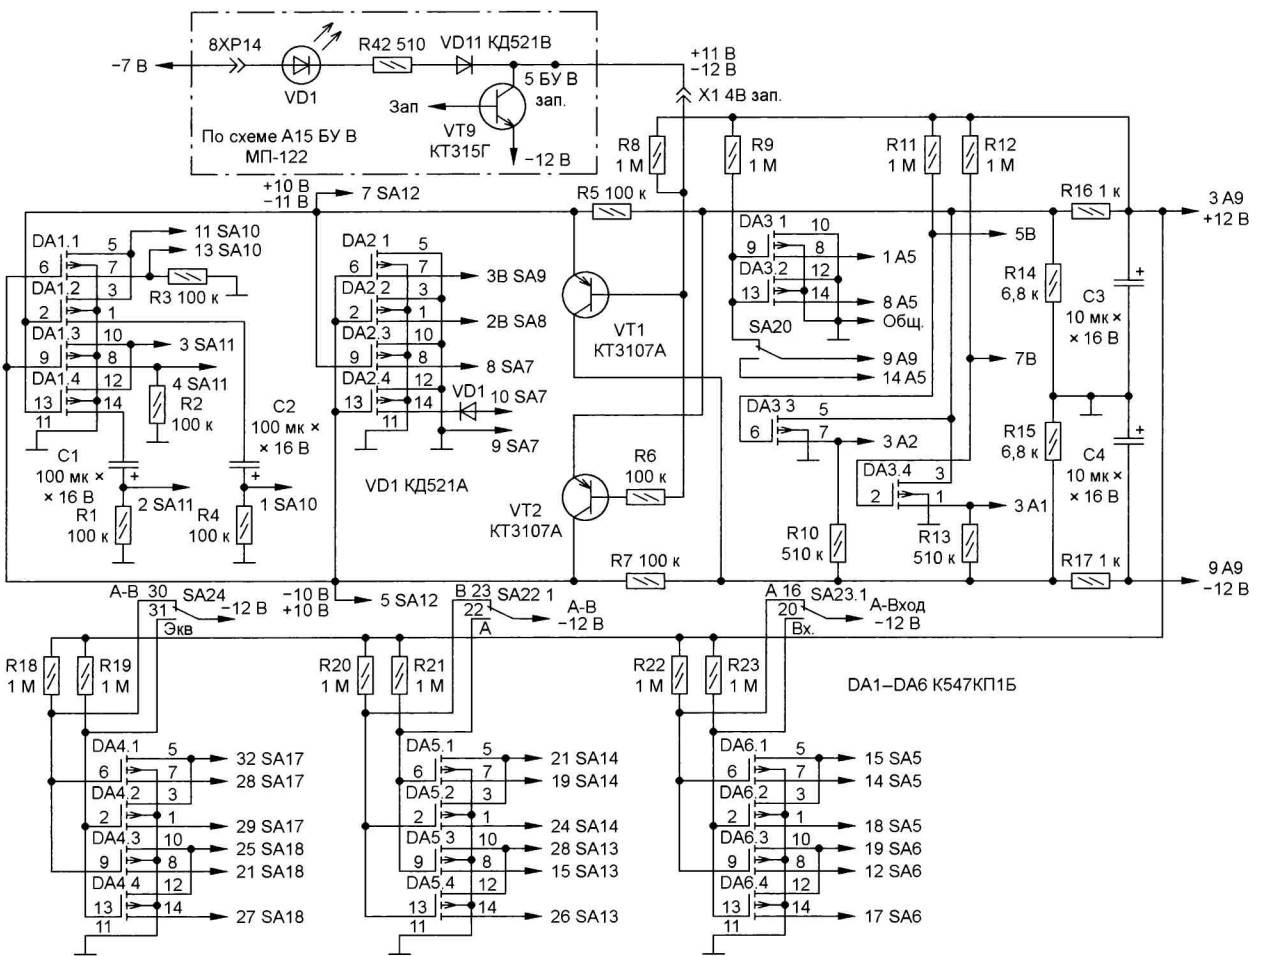 8XP14
R42 510
VD11 КД521В
−7 В
VD1
5 БУ В
зап.
Зап
VT9
КТ315Г
−12 В
По схеме А15 БУ В
МП-122
+11 В
−12 В
X1 4В зап.
R8
1 М
R9
1 М
R11
1 М
R12
1 М
+10 В
−11 В
7 SA12
R5 100 к
R16 1 к
3 А9
+12 В
DA1.1
5
11 SA10
13 SA10
6
7
DA1.2
3
R3 100 к
2
1
DA1.3
10
3 SA11
9
8
DA1.4
12
4 SA11
13
14
R2
100 к
11
C1
100 мк ×
× 16 В
C2
100 мк ×
× 16 В
R1
100 к
2 SA11
R4
100 к
1 SA10
DA2 1
5
6
7
3В SA9
DA2 2
3
2
1
2В SA8
DA2.3
10
9
8
8 SA7
DA2.4
12
VD1
10 SA7
13
14
11
9 SA7
VD1 КД521А
VT1
КТ3107А
R6
100 к
VT2
КТ3107А
R7 100 к
DA3 1
10
9
8
1 А5
DA3.2
12
13
14
8 А5
Общ.
SA20
9 А9
14 А5
5В
7В
DA3 3
5
6
7
3 А2
DA3.4
3
2
1
3 А1
R10
510 к
R13
510 к
R14
6,8 к
C3
10 мк ×
× 16 В
R15
6,8 к
C4
10 мк ×
× 16 В
R17 1 к
9 А9
−12 В
А-В 30
SA24
31
−12 В
Экв
−10 В
+10 В
5 SA12
В 23
SA22 1
22
А-В
−12 В
А
А 16
SA23.1
20
А-Вход
−12 В
Вх.
R18
1 М
R19
1 М
R20
1 М
R21
1 М
R22
1 М
R23
1 М
DA1–DA6 К547КП1Б
DA4.1
5
32 SA17
6
7
28 SA17
DA4.2
3
2
1
29 SA17
DA4.3
10
25 SA18
9
8
21 SA18
DA4 4
12
13
14
27 SA18
11
DA5.1
5
21 SA14
6
7
19 SA14
DA5.2
3
2
1
24 SA14
DA5 3
10
28 SA13
9
8
15 SA13
DA5.4
12
13
14
26 SA13
11
DA6.1
5
15 SA5
6
7
14 SA5
DA6.2
3
2
1
18 SA5
DA6.3
10
19 SA6
9
8
12 SA6
DA6.4
12
13
14
17 SA6
11